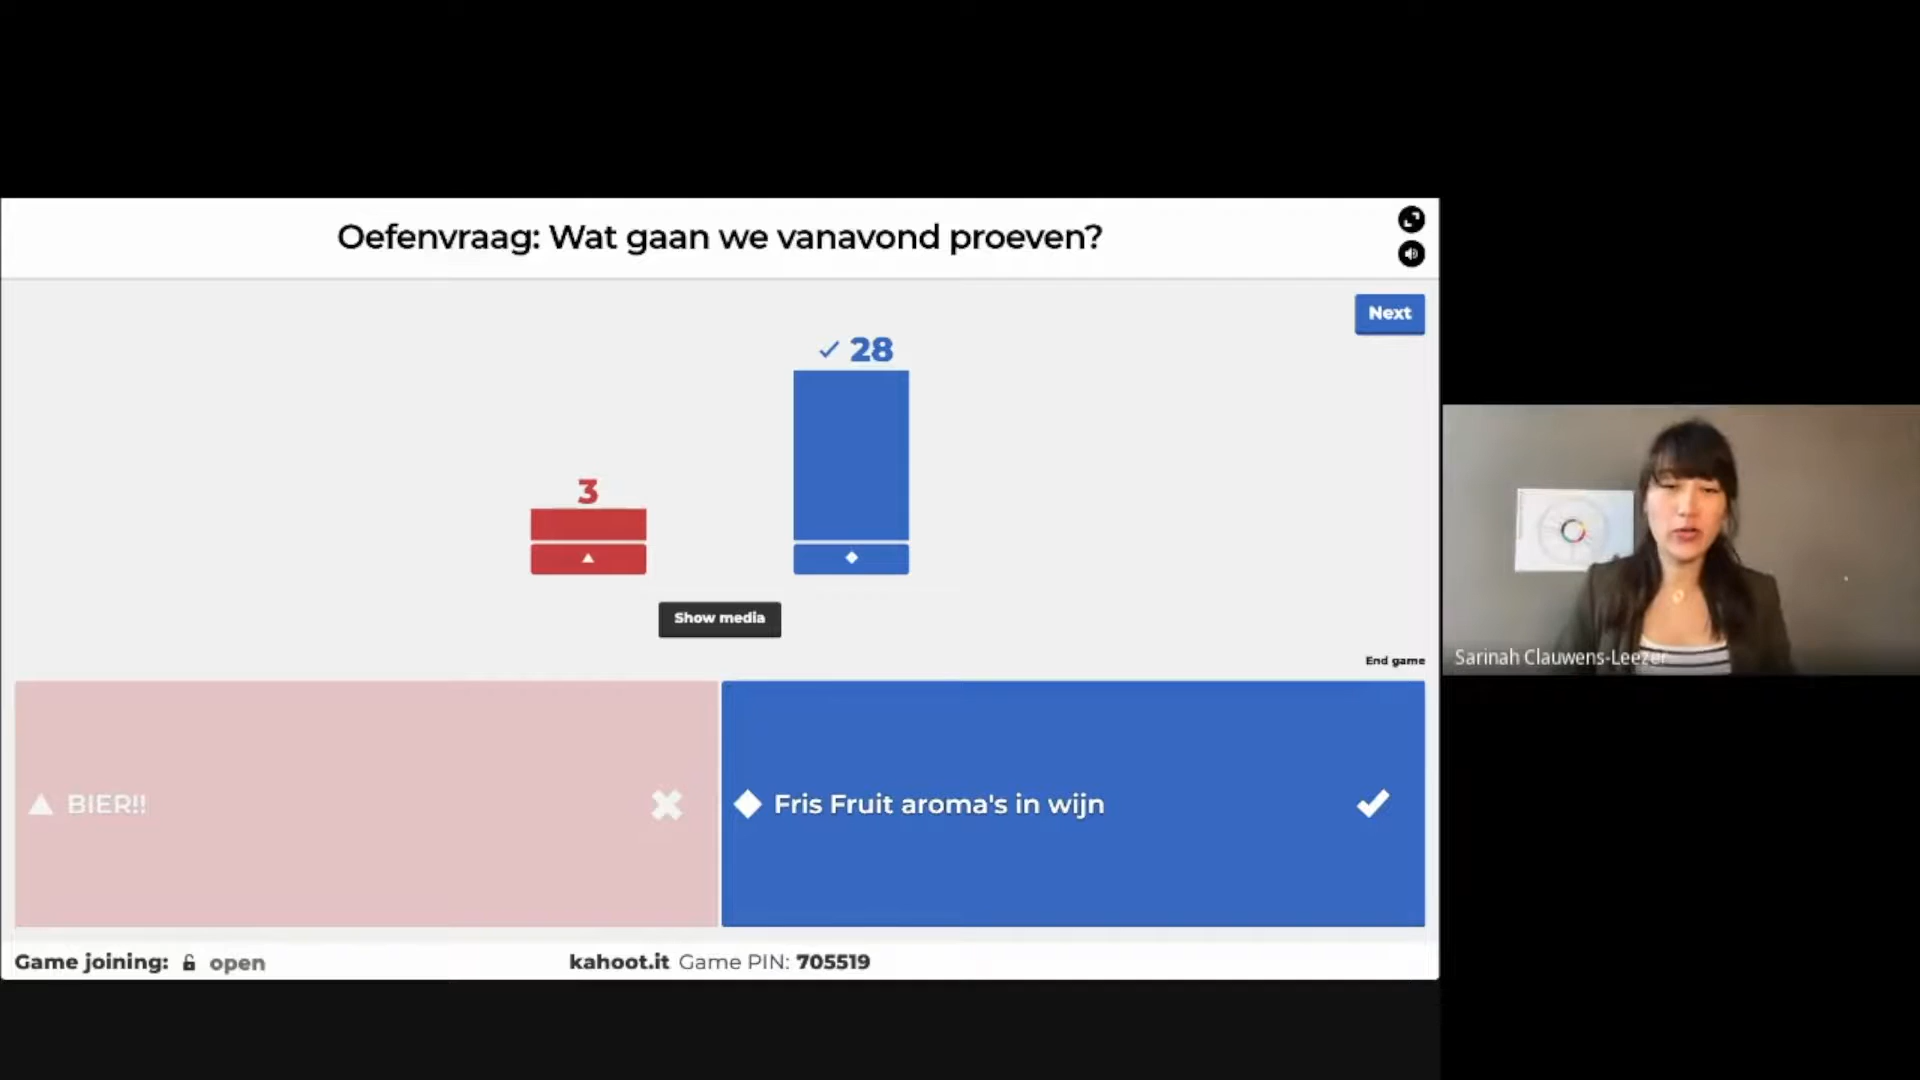 Oefenvraag: Wat gaan we vanavond proeven?
Next
28
3
Show media
End game
Sarinah Clauwens-Leezer
BIER!!
Fris Fruit aroma's in wijn
Game joining: open
kahoot.it Game PIN: 705519